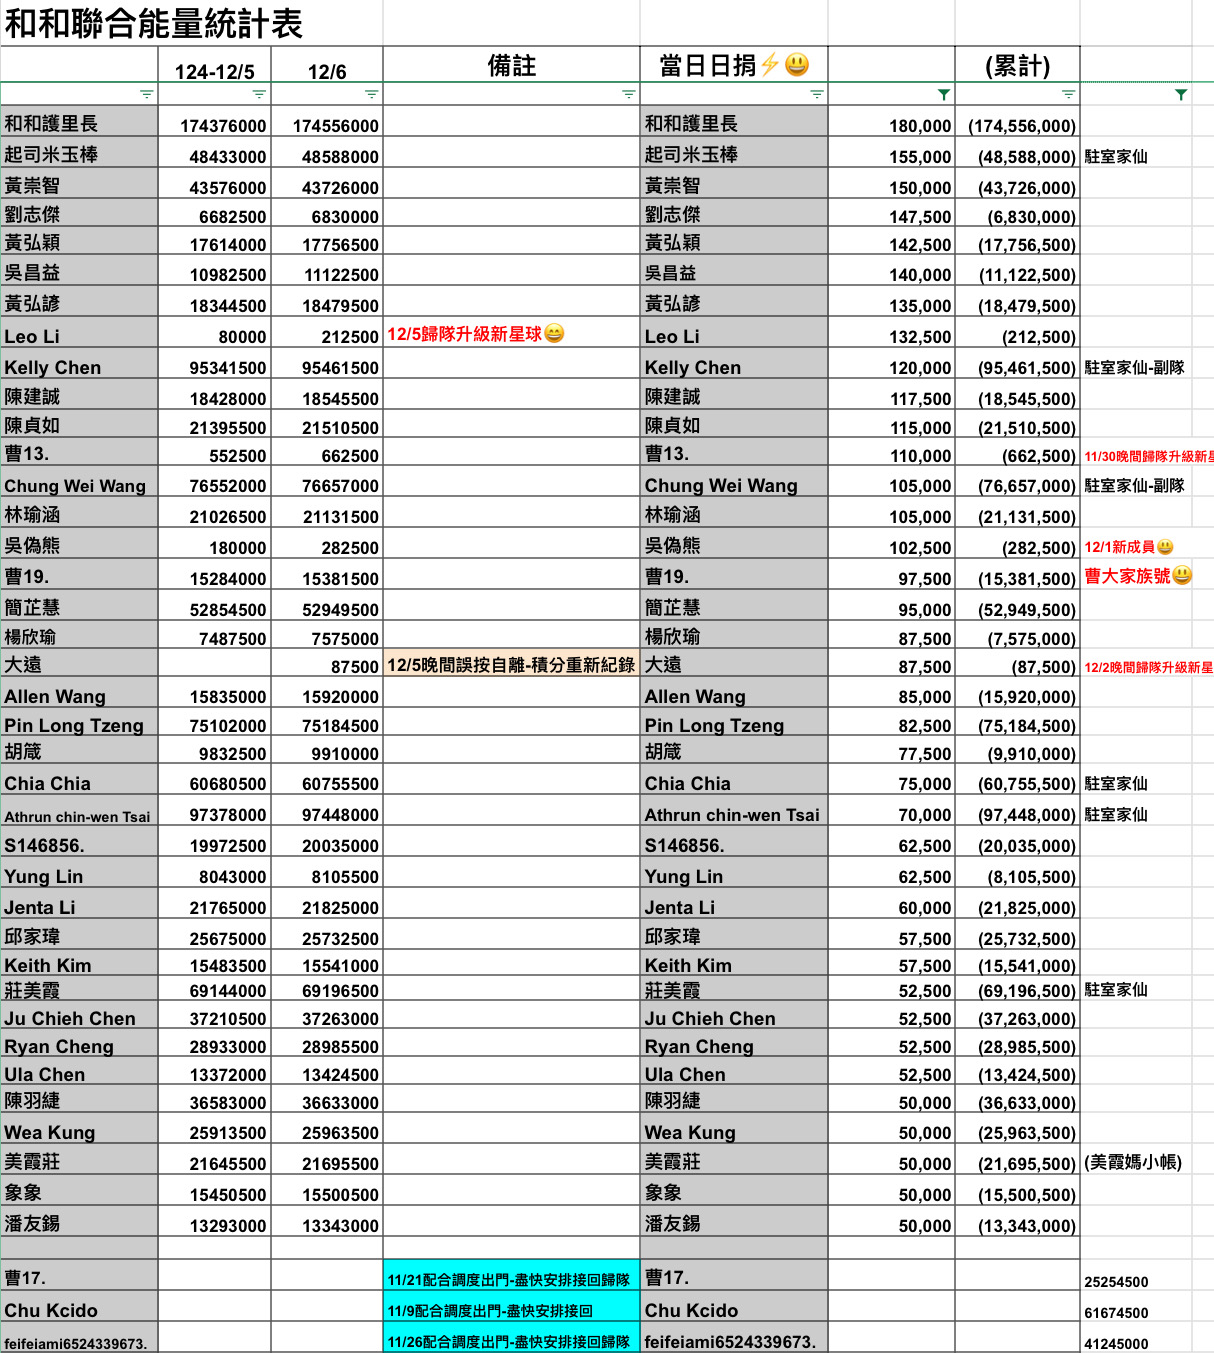 和和聯合能量統計表
124-12/5 12/6 備註 當日日捐⚡😃 (累計)
和和護里長 174376000 174556000 和和護里長 180,000 (174,556,000)
起司米玉棒 48433000 48588000 起司米玉棒 155,000 (48,588,000) 駐室家仙
黃崇智 43576000 43726000 黃崇智 150,000 (43,726,000)
劉志傑 6682500 6830000 劉志傑 147,500 (6,830,000)
黃弘穎 17614000 17756500 黃弘穎 142,500 (17,756,500)
吳昌益 10982500 11122500 吳昌益 140,000 (11,122,500)
黃弘諺 18344500 18479500 黃弘諺 135,000 (18,479,500)
Leo Li 80000 212500 12/5歸隊升級新星球😄 Leo Li 132,500 (212,500)
Kelly Chen 95341500 95461500 Kelly Chen 120,000 (95,461,500) 駐室家仙-副隊
陳建誠 18428000 18545500 陳建誠 117,500 (18,545,500)
陳貞如 21395500 21510500 陳貞如 115,000 (21,510,500)
曹13. 552500 662500 曹13. 110,000 (662,500) 11/30晚間歸隊升級新星
Chung Wei Wang 76552000 76657000 Chung Wei Wang 105,000 (76,657,000) 駐室家仙-副隊
林瑜涵 21026500 21131500 林瑜涵 105,000 (21,131,500)
吳偽熊 180000 282500 吳偽熊 102,500 (282,500) 12/1新成員😃
曹19. 15284000 15381500 曹19. 97,500 (15,381,500) 曹大家族號😃
簡芷慧 52854500 52949500 簡芷慧 95,000 (52,949,500)
楊欣瑜 7487500 7575000 楊欣瑜 87,500 (7,575,000)
大遠 87500 12/5晚間誤按自離-積分重新紀錄 大遠 87,500 (87,500) 12/2晚間歸隊升級新星
Allen Wang 15835000 15920000 Allen Wang 85,000 (15,920,000)
Pin Long Tzeng 75102000 75184500 Pin Long Tzeng 82,500 (75,184,500)
胡箴 9832500 9910000 胡箴 77,500 (9,910,000)
Chia Chia 60680500 60755500 Chia Chia 75,000 (60,755,500) 駐室家仙
Athrun chin-wen Tsai 97378000 97448000 Athrun chin-wen Tsai 70,000 (97,448,000) 駐室家仙
S146856. 19972500 20035000 S146856. 62,500 (20,035,000)
Yung Lin 8043000 8105500 Yung Lin 62,500 (8,105,500)
Jenta Li 21765000 21825000 Jenta Li 60,000 (21,825,000)
邱家瑋 25675000 25732500 邱家瑋 57,500 (25,732,500)
Keith Kim 15483500 15541000 Keith Kim 57,500 (15,541,000)
莊美霞 69144000 69196500 莊美霞 52,500 (69,196,500) 駐室家仙
Ju Chieh Chen 37210500 37263000 Ju Chieh Chen 52,500 (37,263,000)
Ryan Cheng 28933000 28985500 Ryan Cheng 52,500 (28,985,500)
Ula Chen 13372000 13424500 Ula Chen 52,500 (13,424,500)
陳羽緁 36583000 36633000 陳羽緁 50,000 (36,633,000)
Wea Kung 25913500 25963500 Wea Kung 50,000 (25,963,500)
美霞莊 21645500 21695500 美霞莊 50,000 (21,695,500) (美霞媽小帳)
象象 15450500 15500500 象象 50,000 (15,500,500)
潘友錫 13293000 13343000 潘友錫 50,000 (13,343,000)
曹17. 11/21配合調度出門-盡快安排接回歸隊 曹17. 25254500
Chu Kcido 11/9配合調度出門-盡快安排接回 Chu Kcido 61674500
feifeiami6524339673. 11/26配合調度出門-盡快安排接回歸隊 feifeiami6524339673. 41245000